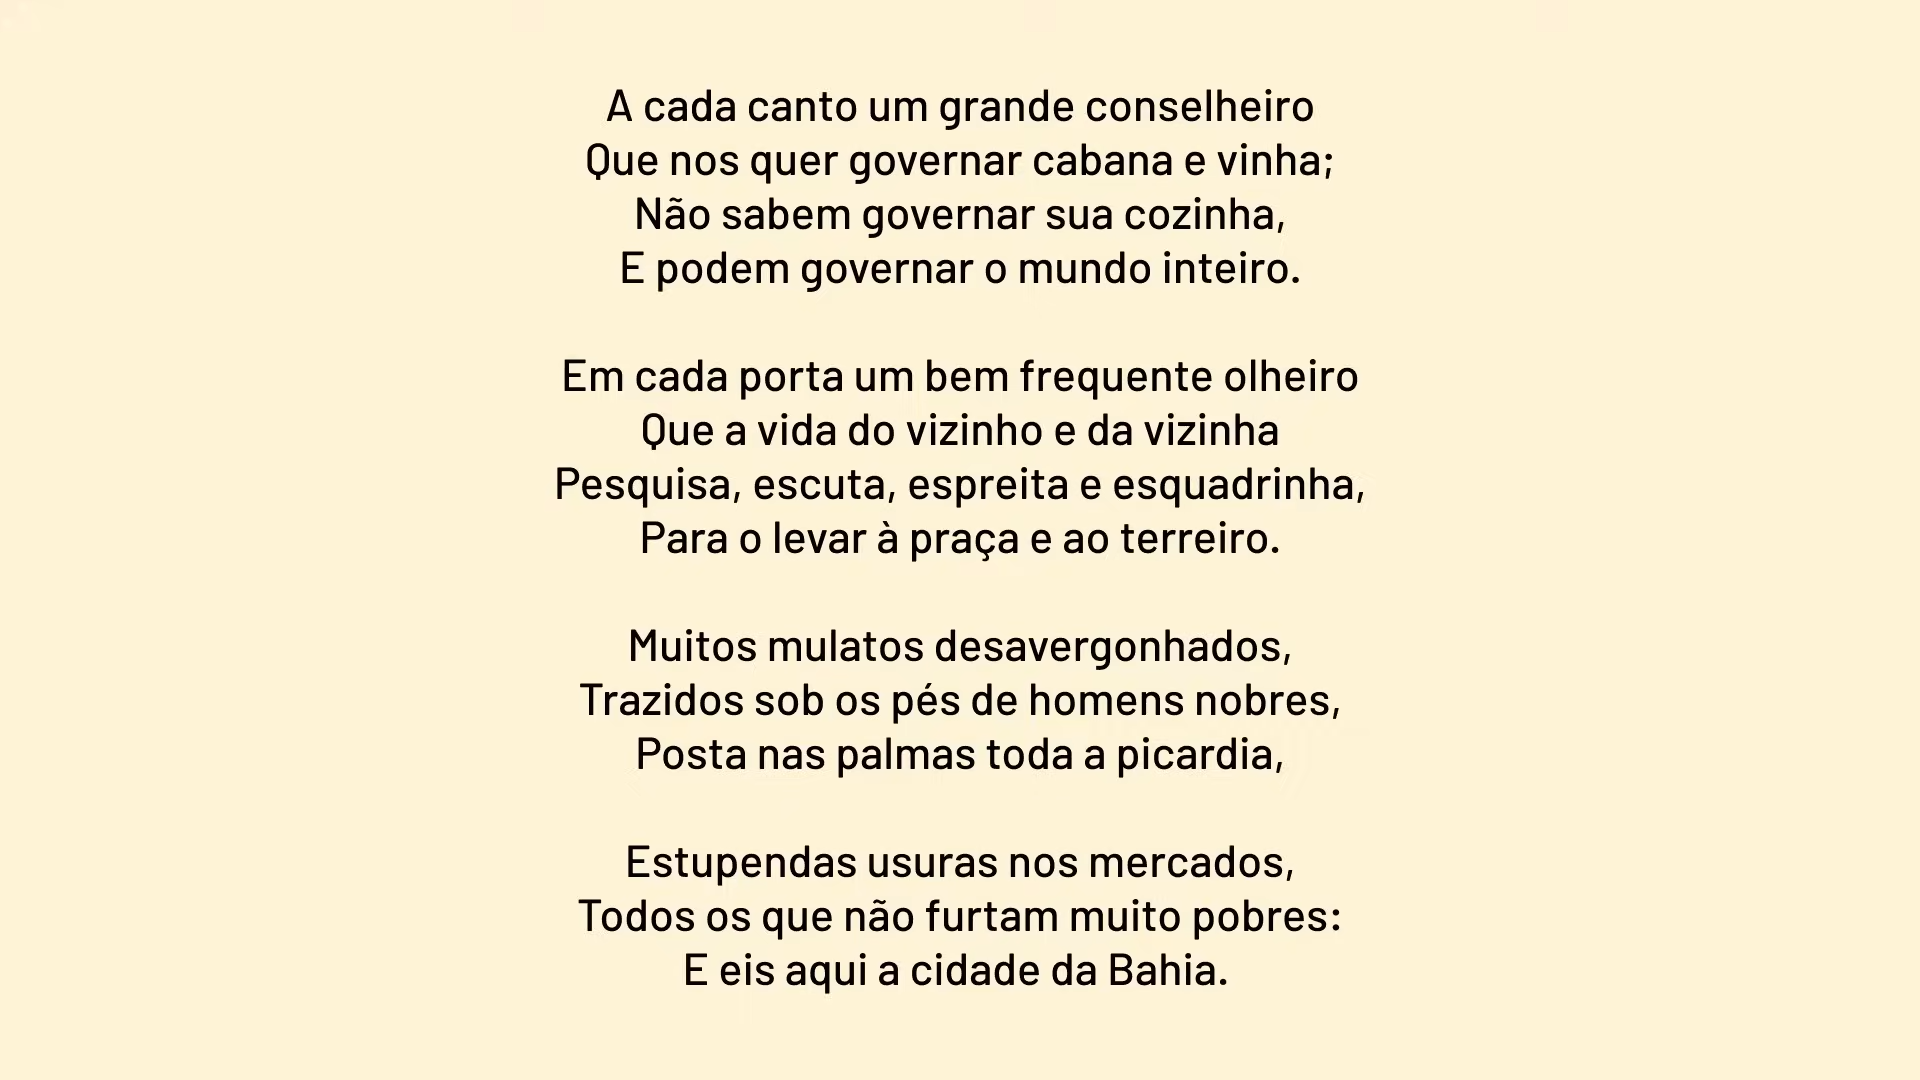 A cada canto um grande conselheiro
Que nos quer governar cabana e vinha;
Não sabem governar sua cozinha,
E podem governar o mundo inteiro.
Em cada porta um bem frequente olheiro
Que a vida do vizinho e da vizinha
Pesquisa, escuta, espreita e esquadrinha,
Para o levar à praça e ao terreiro.
Muitos mulatos desavergonhados,
Trazidos sob os pés de homens nobres,
Posta nas palmas toda a picardia,
Estupendas usuras nos mercados,
Todos os que não furtam muito pobres:
E eis aqui a cidade da Bahia.